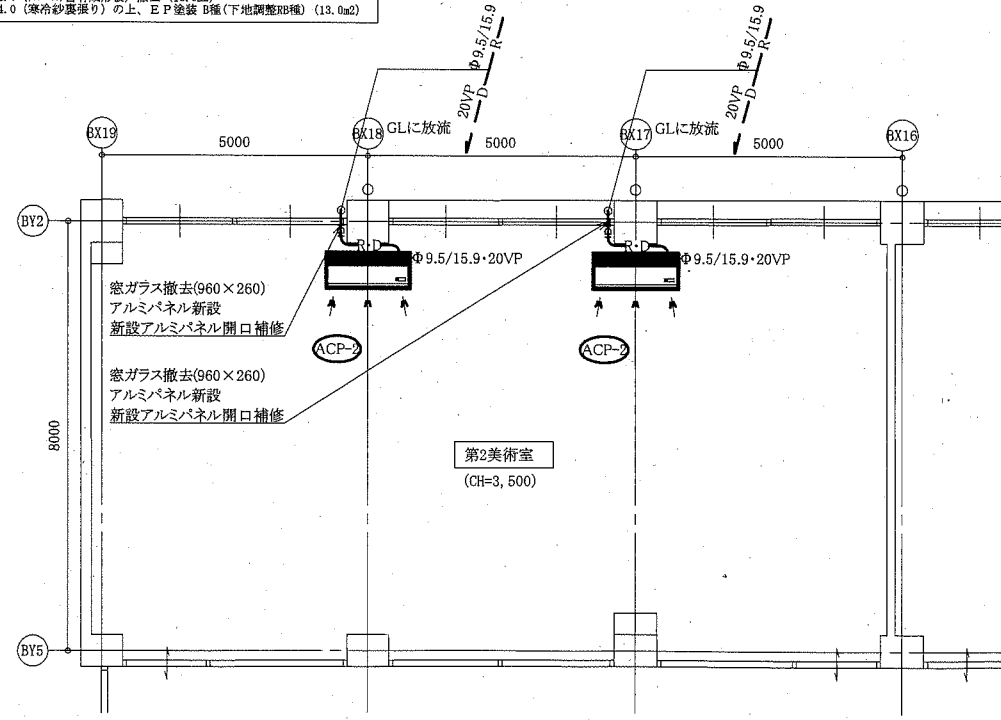 4.0 (寒冷紗裏張り) の上、EP塗装 B種(下地調整RB種) (13.0m2)
Φ9.5/15.9
R
20VP
D
Φ9.5/15.9
R
20VP
D
BX19
5000
BX18
GLに放流
5000
BX17
GLに放流
5000
BX16
BY2
R・D
Φ9.5/15.9・20VP
R・D
Φ9.5/15.9・20VP
窓ガラス撤去(960×260)
アルミパネル新設
新設アルミパネル開口補修
ACP-2
ACP-2
窓ガラス撤去(960×260)
アルミパネル新設
新設アルミパネル開口補修
8000
第2美術室
(CH=3,500)
BY5